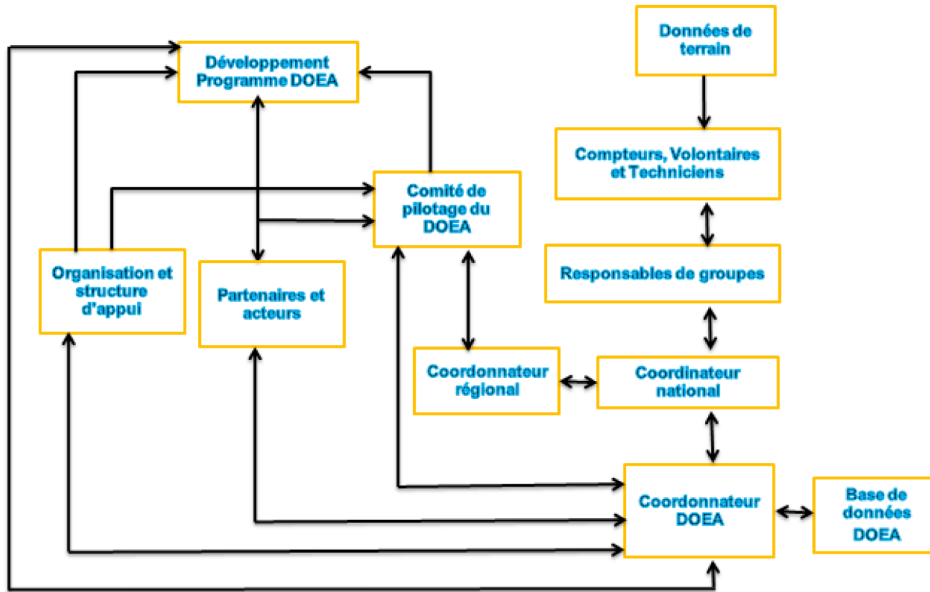 Données de
terrain
Développement
Programme DOEA
Compteurs, Volontaires
et Techniciens
Comité de
pilotage du
DOEA
Organisation et
structure
d'appui
Partenaires et
acteurs
Responsables de groupes
Coordonnateur
régional
Coordinateur
national
Coordonnateur
DOEA
Base de
données
DOEA